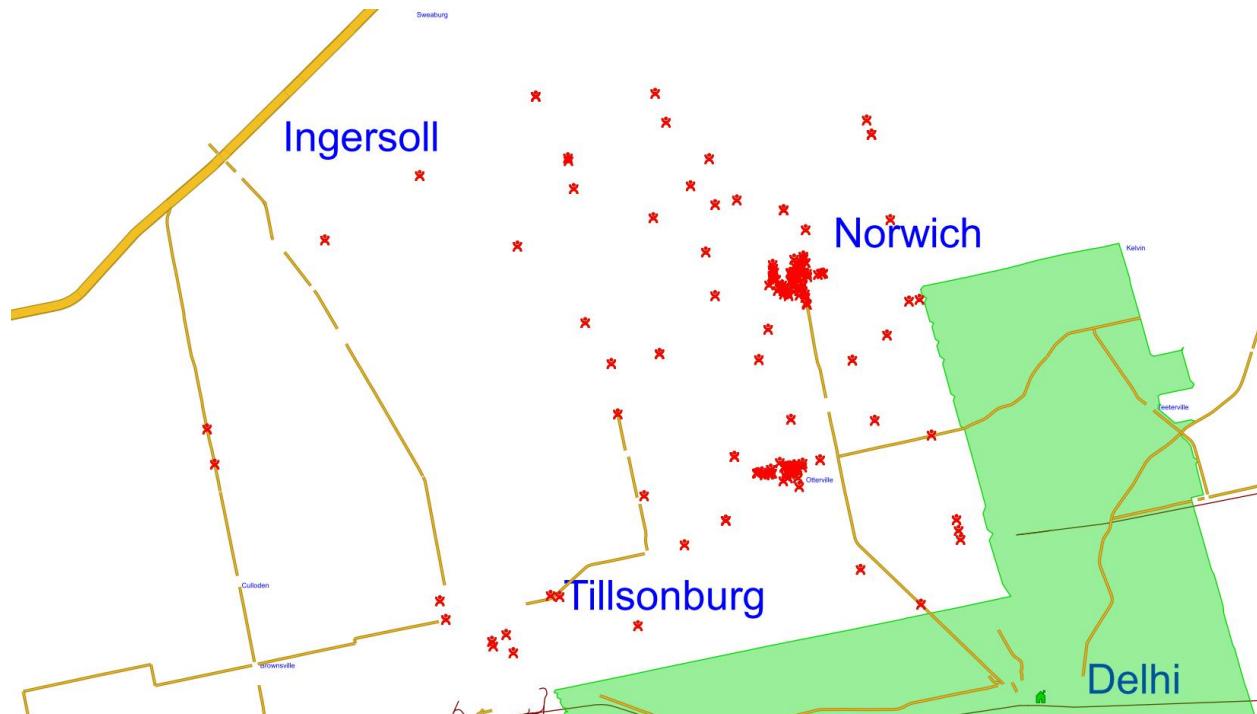 Sweaburg
Ingersoll
Norwich
Kelvin
Teeterville
Otterville
Culloden
Tillsonburg
Brownsville
Delhi